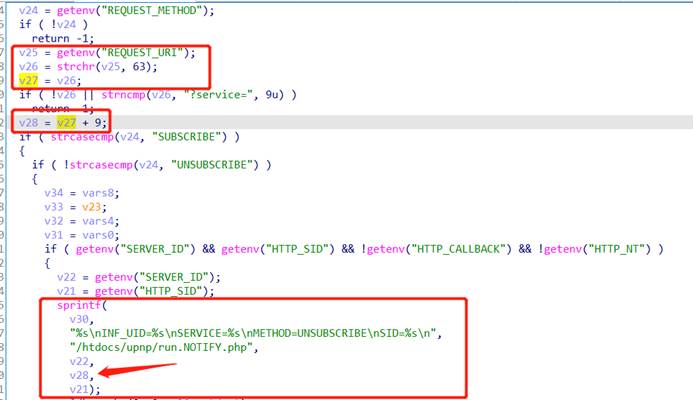 v24 = getenv("REQUEST_METHOD");
if ( !v24 )
return -1;
v25 = getenv("REQUEST_URI");
v26 = strchr(v25, 63);
v27 = v26;
if ( !v26 || strncmp(v26, "?service=", 9u) )
return -1;
v28 = v27 + 9;
if ( strcasecmp(v24, "SUBSCRIBE") )
{
if ( !strcasecmp(v24, "UNSUBSCRIBE") )
{
v34 = vars8;
v33 = v23;
v32 = vars4;
v31 = vars0;
if ( getenv("SERVER_ID") && getenv("HTTP_SID") && !getenv("HTTP_CALLBACK") && !getenv("HTTP_NT") )
{
v22 = getenv("SERVER_ID");
v21 = getenv("HTTP_SID");
sprintf(
v30,
"%s\nINF_UID=%s\nSERVICE=%s\nMETHOD=UNSUBSCRIBE\nSID=%s\n",
"/htdocs/upnp/run.NOTIFY.php",
v22,
v28,
v21);